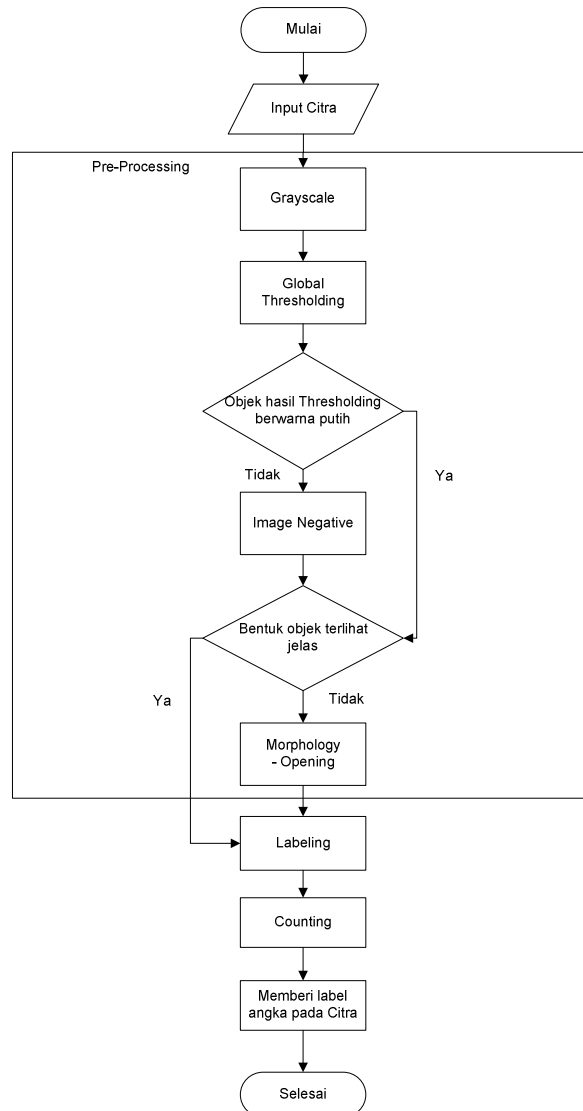 Mulai
Input Citra
Pre-Processing
Grayscale
Global
Thresholding
Objek hasil Thresholding
berwarna putih
Tidak
Ya
Image Negative
Bentuk objek terlihat
jelas
Ya
Tidak
Morphology
- Opening
Labeling
Counting
Memberi label
angka pada Citra
Selesai